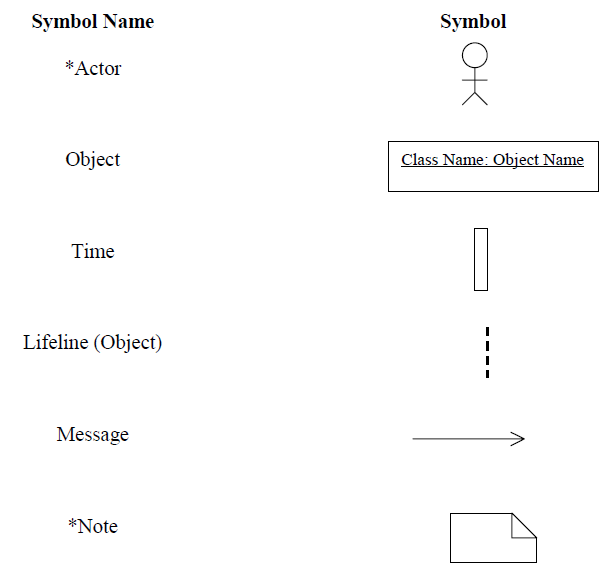 Symbol Name Symbol
*Actor
Object Class Name: Object Name
Time
Lifeline (Object)
Message
*Note